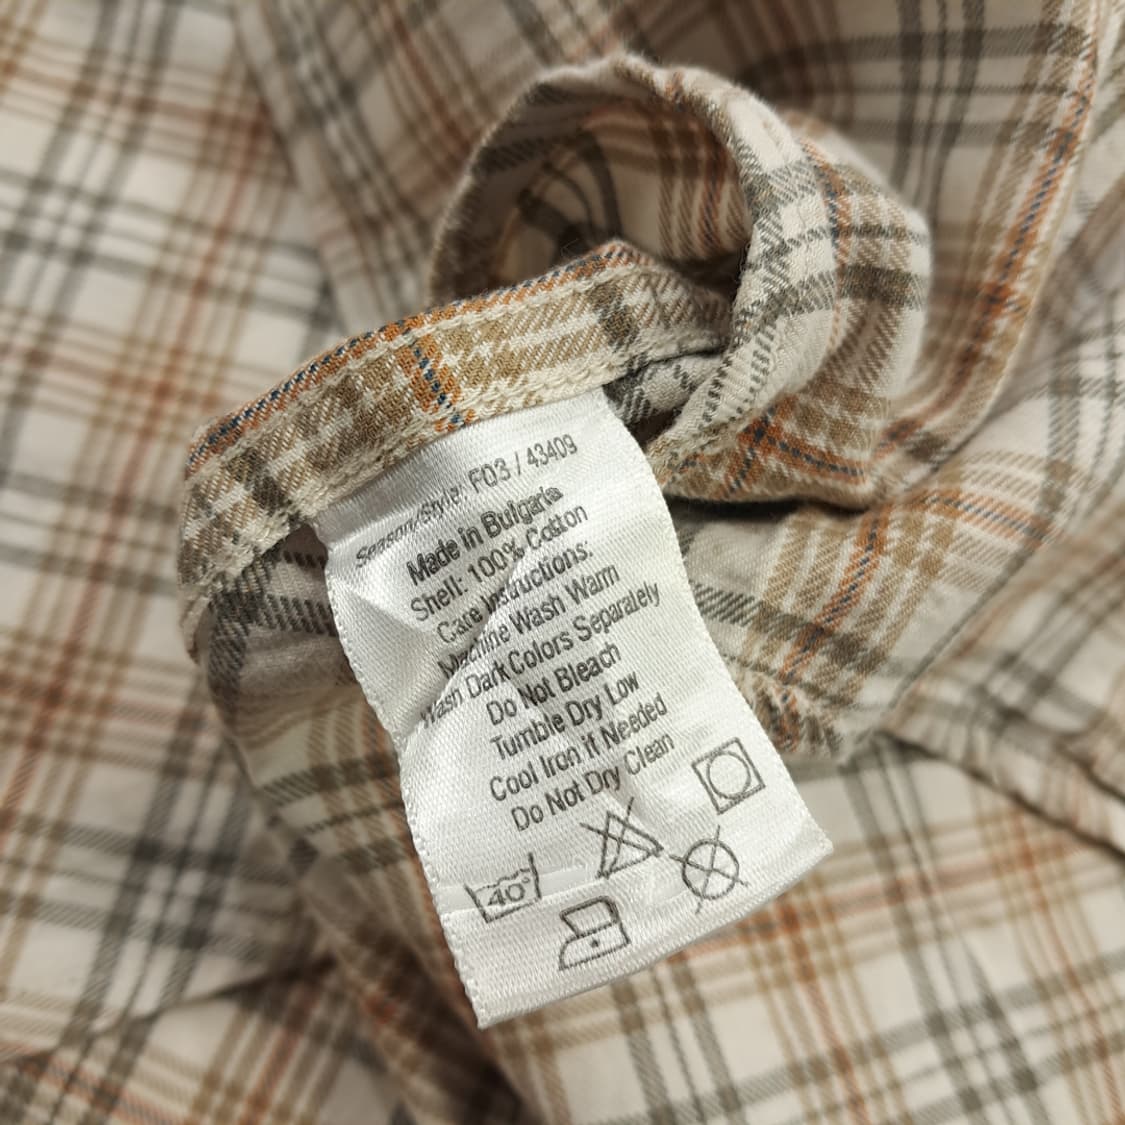 Season/Style: F03 / 43409
Made in Bulgaria
Shell: 100% Cotton
Care Instructions:
Machine Wash Warm
Wash Dark Colors Separately
Do Not Bleach
Tumble Dry Low
Cool Iron if Needed
Do Not Dry Clean
40°